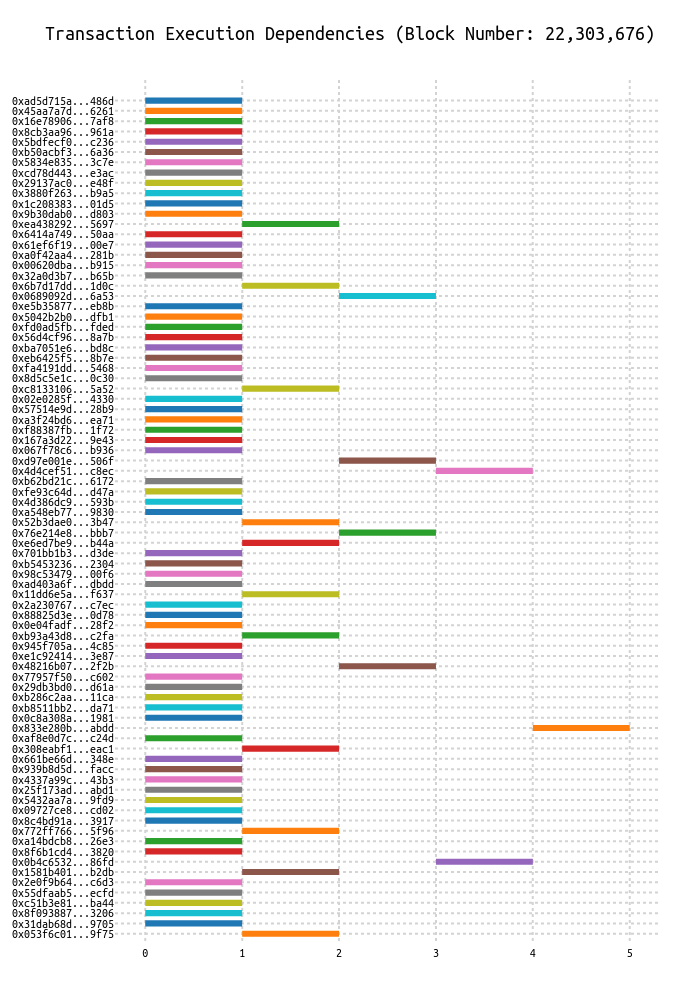 Transaction Execution Dependencies (Block Number: 22,303,676)
0xad5d715a...486d
0x45aa7a7d...6261
0x16e78906...7af8
0x8cb3aa96...961a
0x5bdfecf0...c236
0xb50acbf3...6a36
0x5834e835...3c7e
0xcd78d443...e3ac
0x29137ac0...e48f
0x3880f263...b9a5
0x1c208383...01d5
0x9b30dab0...d803
0xea438292...5697
0x6414a749...50aa
0x61ef6f19...00e7
0xa0f42aa4...281b
0x00620dba...b915
0x32a0d3b7...b65b
0x6b7d17dd...1d0c
0x0689092d...6a53
0xe5b35877...eb8b
0x5042b2b0...dfb1
0xfd0ad5fb...fded
0x56d4cf96...8a7b
0xba7051e6...bd8c
0xeb6425f5...8b7e
0xfa4191dd...5468
0x8d5c5e1c...0c30
0xc8133106...5a52
0x02e0285f...4330
0x57514e9d...28b9
0xa3f24bd6...ea71
0xf88387fb...1f72
0x167a3d22...9e43
0x067f78c6...b936
0xd97e001e...506f
0x4d4cef51...c8ec
0xb62bd21c...6172
0xfe93c64d...d47a
0x4d386dc9...593b
0xa548eb77...9830
0x52b3dae0...3b47
0x76e214e8...bbb7
0xe6ed7be9...b44a
0x701bb1b3...d3de
0xb5453236...2304
0x98c53479...00f6
0xad403a6f...dbdd
0x11dd6e5a...f637
0x2a230767...c7ec
0x88825d3e...0d78
0x0e04fadf...28f2
0xb93a43d8...c2fa
0x945f705a...4c85
0xe1c92414...3e87
0x48216b07...2f2b
0x77957f50...c602
0x29db3bd0...d61a
0xb286c2aa...11ca
0xb8511bb2...da71
0x0c8a308a...1981
0x833e280b...abdd
0xaf8e0d7c...c24d
0x308eabf1...eac1
0x661be66d...348e
0x939b8d5d...facc
0x4337a99c...43b3
0x25f173ad...abd1
0x5432aa7a...9fd9
0x09727ce8...cd02
0x8c4bd91a...3917
0x772ff766...5f96
0xa14bdcb8...26e3
0x8f6b1cd4...3820
0x0b4c6532...86fd
0x1581b401...b2db
0x2e0f9b64...c6d3
0x55dfaab5...ecfd
0xc51b3e81...ba44
0x8f093887...3206
0x31dab68d...9705
0x053f6c01...9f75
0 1 2 3 4 5